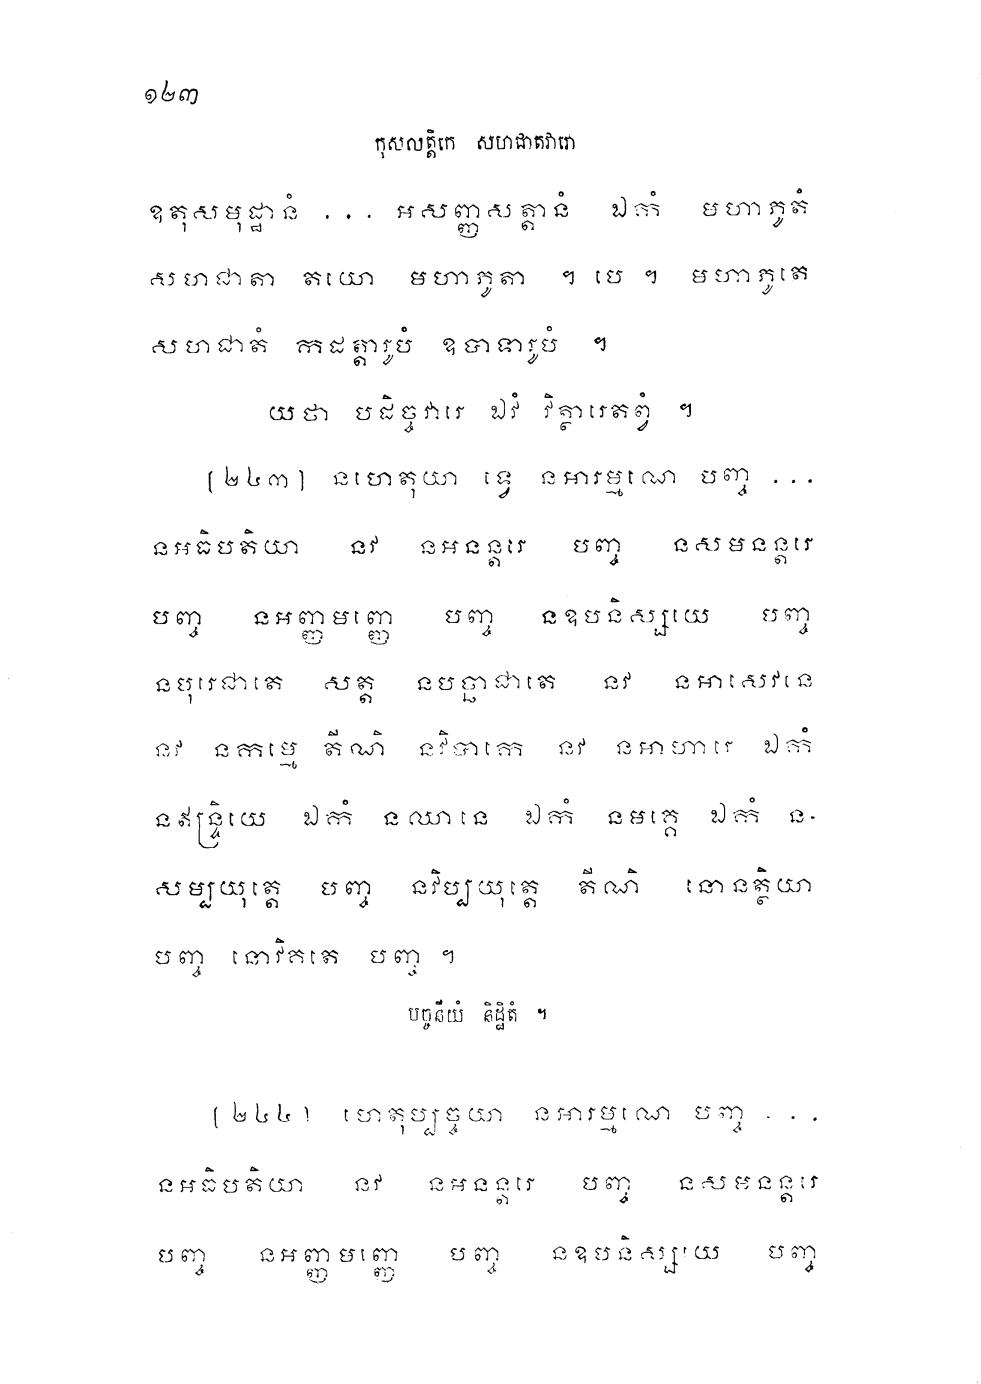 ១២៣
កុសលត្តិកេ សហជាតវារោ
ឧតុសមុដ្ឋានំ ... អសញ្ញសត្តានំ ឯកំ មហាភូតំ
សហជាតា តយោ មហាភូតា ។ បេ ។ មហាភូតេ
សហជាតំ កដត្តារូបំ ឧបាទារូបំ ។
យថា បដិច្ចវារេ ឯវំ វិត្ថារេតព្វំ ។
[២៤៣] នហេតុយា ទ្វេ នអារម្មណេ បញ្ច ...
នអធិបតិយា នវ នអនន្តរេ បញ្ច នសមនន្តរេ
បញ្ច នអញ្ញមញ្ញេ បញ្ច នឧបនិស្សយេ បញ្ច
នបុរេជាតេ សត្ត នបច្ឆាជាតេ នវ នអាសេវនេ
នវ នកម្មេ តីណិ នវិបាកេ នវ នអាហារេ ឯកំ
នឥន្ទ្រិយេ ឯកំ នឈានេ ឯកំ នមគ្គេ ឯកំ ន-
សម្បយុត្តេ បញ្ច នវិប្បយុត្តេ តីណិ នោនត្ថិយា
បញ្ច នោវិគតេ បញ្ច ។
បច្ចនីយំ និដ្ឋិតំ ។
[២៤៤] ហេតុប្បច្ចយា នអារម្មណេ បញ្ច ...
នអធិបតិយា នវ នអនន្តរេ បញ្ច នសមនន្តរេ
បញ្ច នអញ្ញមញ្ញេ បញ្ច នឧបនិស្សយេ បញ្ច